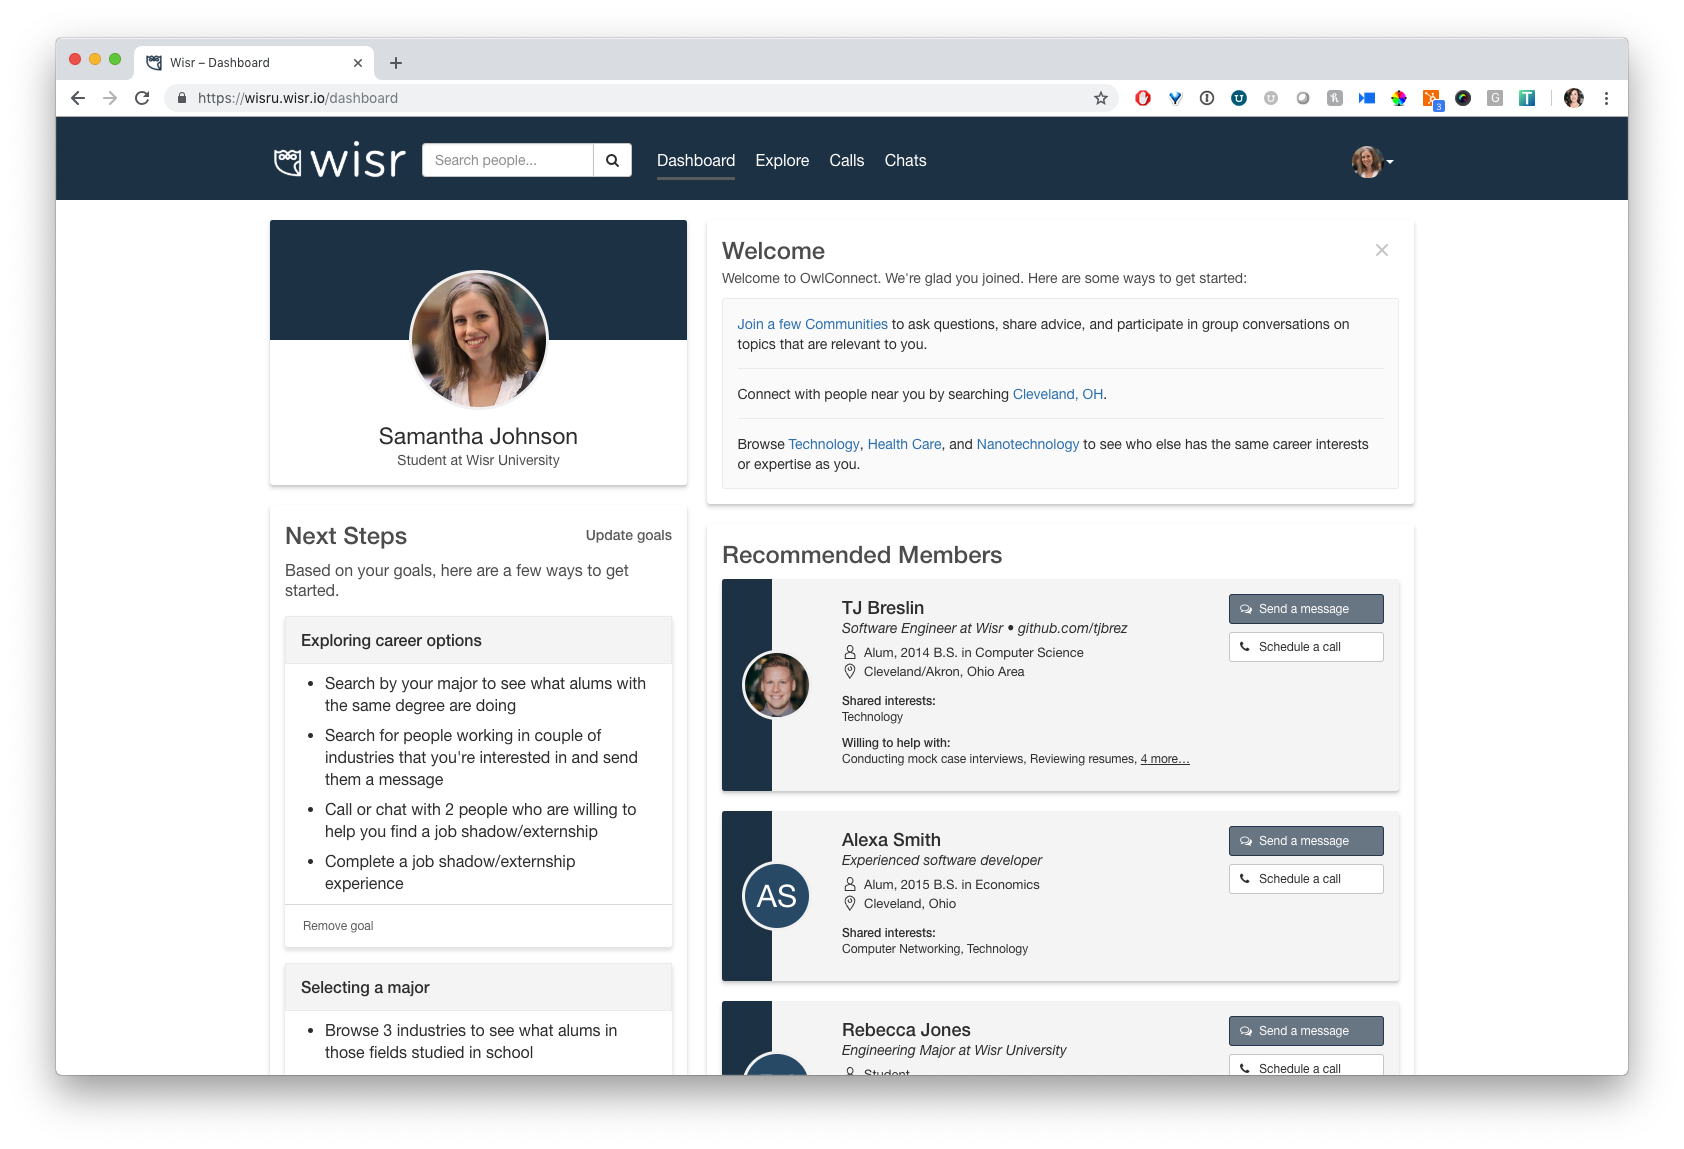 Wisr – Dashboard
https://wisru.wisr.io/dashboard
3
wisr
Search people...
Dashboard
Explore
Calls
Chats
Samantha Johnson
Student at Wisr University
Next Steps
Update goals
Based on your goals, here are a few ways to get
started.
Exploring career options
• Search by your major to see what alums with
the same degree are doing
• Search for people working in couple of
industries that you're interested in and send
them a message
• Call or chat with 2 people who are willing to
help you find a job shadow/externship
• Complete a job shadow/externship
experience
Remove goal
Selecting a major
• Browse 3 industries to see what alums in
those fields studied in school
Welcome
Welcome to OwlConnect. We're glad you joined. Here are some ways to get started:
Join a few Communities to ask questions, share advice, and participate in group conversations on
topics that are relevant to you.
Connect with people near you by searching Cleveland, OH.
Browse Technology, Health Care, and Nanotechnology to see who else has the same career interests
or expertise as you.
Recommended Members
TJ Breslin
Software Engineer at Wisr • github.com/tjbrez
Alum, 2014 B.S. in Computer Science
Cleveland/Akron, Ohio Area
Shared interests:
Technology
Willing to help with:
Conducting mock case interviews, Reviewing resumes, 4 more...
Send a message
Schedule a call
AS
Alexa Smith
Experienced software developer
Alum, 2015 B.S. in Economics
Cleveland, Ohio
Shared interests:
Computer Networking, Technology
Send a message
Schedule a call
Rebecca Jones
Engineering Major at Wisr University
Student
Send a message
Schedule a call